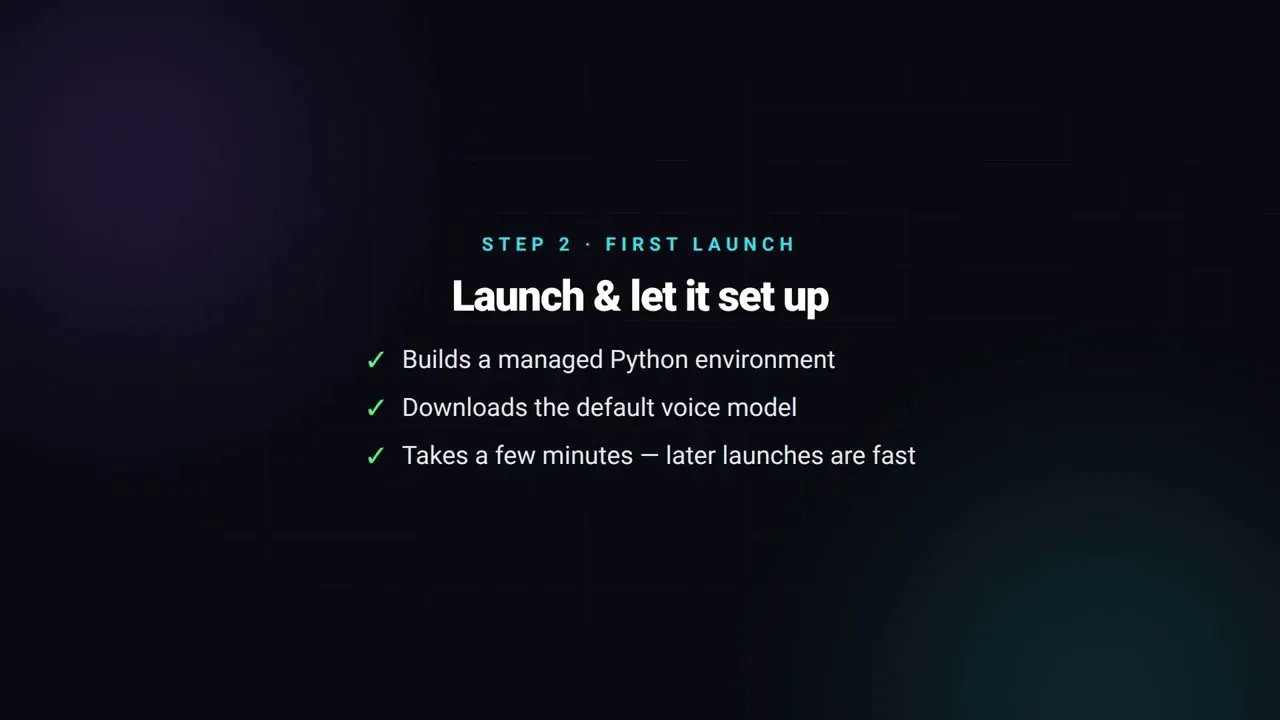 STEP 2 · FIRST LAUNCH
Launch & let it set up
✓ Builds a managed Python environment
✓ Downloads the default voice model
✓ Takes a few minutes — later launches are fast